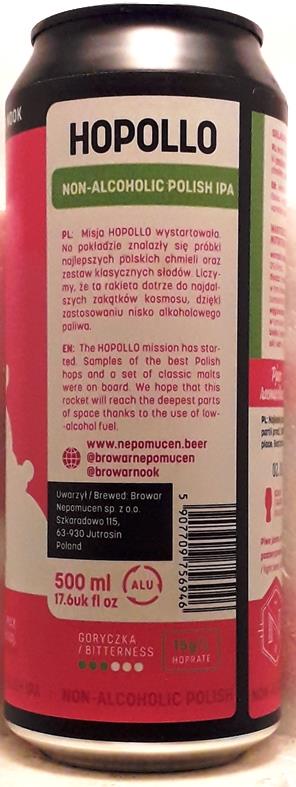 HOPOLLO
NON-ALCOHOLIC POLISH IPA
PL: Misja HOPOLLO wystartowała.
Na pokładzie znalazły się próbki
najlepszych polskich chmieli oraz
zestaw klasycznych słodów. Liczy-
my, że ta rakieta dotrze do najdal-
szych zakątków kosmosu, dzięki
zastosowaniu nisko alkoholowego
paliwa.
EN: The HOPOLLO mission has star-
ted. Samples of the best Polish
hops and a set of classic malts
were on board. We hope that this
rocket will reach the deepest parts
of space thanks to the use of low-
-alcohol fuel.
www.nepomucen.beer
@browarnepomucen
@browarnook
Uwarzył / Brewed: Browar
Nepomucen sp. z o.o.
Szkaradowo 115,
63-930 Jutrosin
Poland
5 907709 756946
500 ml
17.6uk fl oz
ALU
GORYCZKA
/ BITTERNESS
15g/L
HOPRATE
NON-ALCOHOLIC POLISH